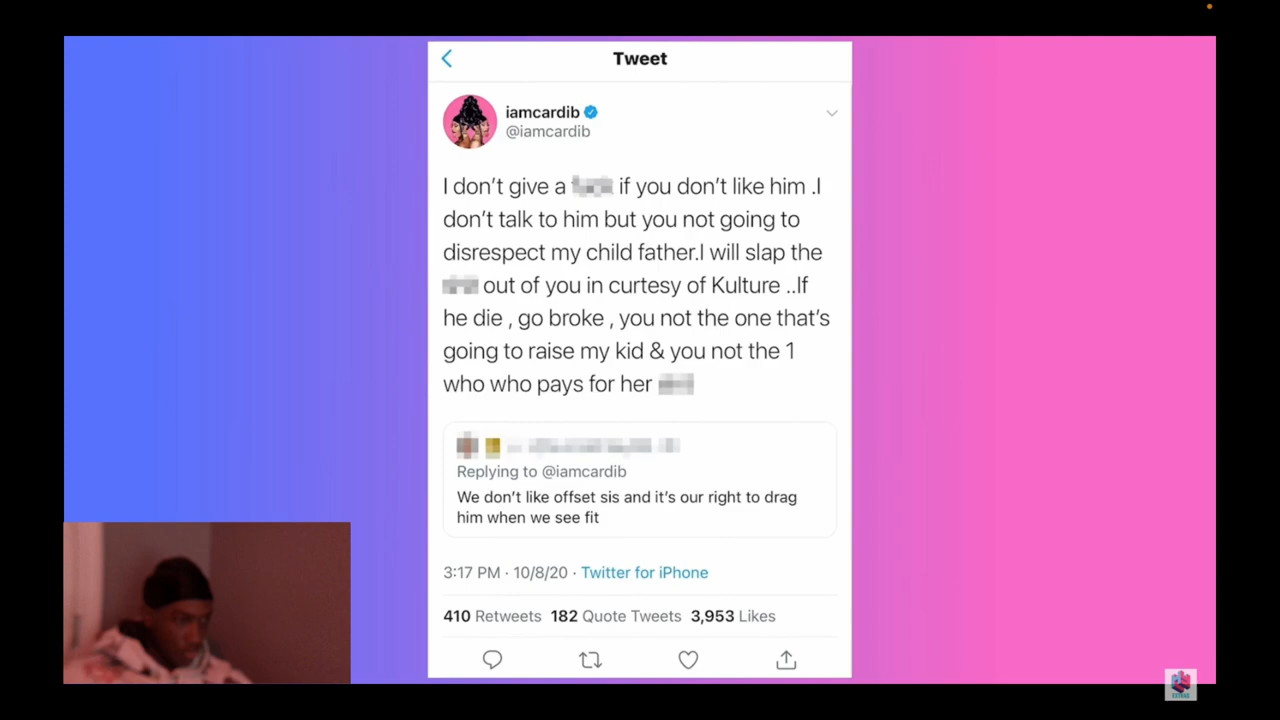 Tweet
iamcardib
@iamcardib
I don't give a if you don't like him .I
don't talk to him but you not going to
disrespect my child father.I will slap the
out of you in curtesy of Kulture ..If
he die , go broke , you not the one that's
going to raise my kid & you not the 1
who who pays for her
Replying to @iamcardib
We don't like offset sis and it's our right to drag
him when we see fit
3:17 PM · 10/8/20 · Twitter for iPhone
410 Retweets 182 Quote Tweets 3,953 Likes